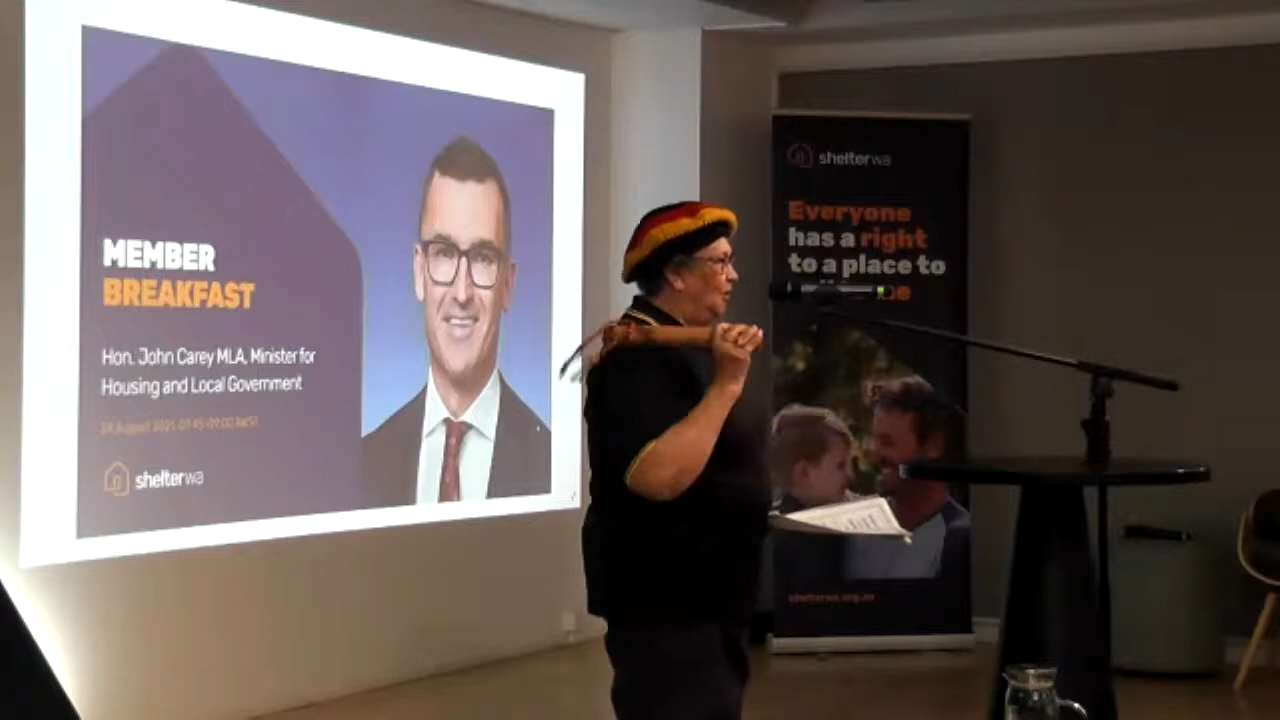 MEMBER
BREAKFAST
Hon. John Carey MLA, Minister for
Housing and Local Government
shelterwa
shelterwa
Everyone
has a right
to a place to
shelterwa.org.au